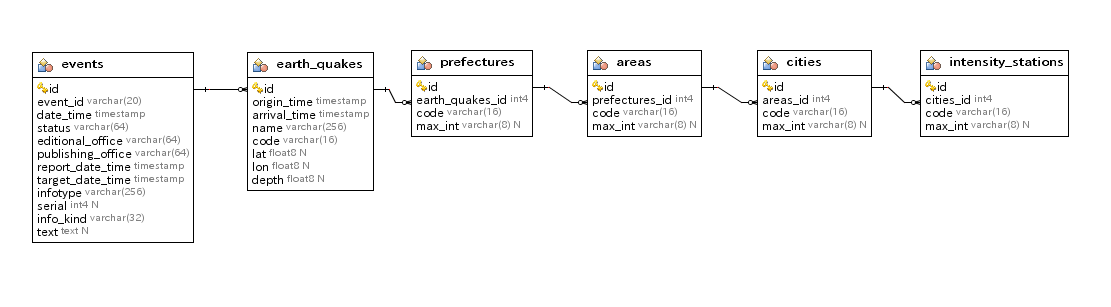 events
id
event_id varchar(20)
date_time timestamp
status varchar(64)
editional_office varchar(64)
publishing_office varchar(64)
report_date_time timestamp
target_date_time timestamp
infotype varchar(256)
serial int4 N
info_kind varchar(32)
text text N
earth_quakes
id
origin_time timestamp
arrival_time timestamp
name varchar(256)
code varchar(16)
lat float8 N
lon float8 N
depth float8 N
prefectures
id
earth_quakes_id int4
code varchar(16)
max_int varchar(8) N
areas
id
prefectures_id int4
code varchar(16)
max_int varchar(8) N
cities
id
areas_id int4
code varchar(16)
max_int varchar(8) N
intensity_stations
id
cities_id int4
code varchar(16)
max_int varchar(8) N